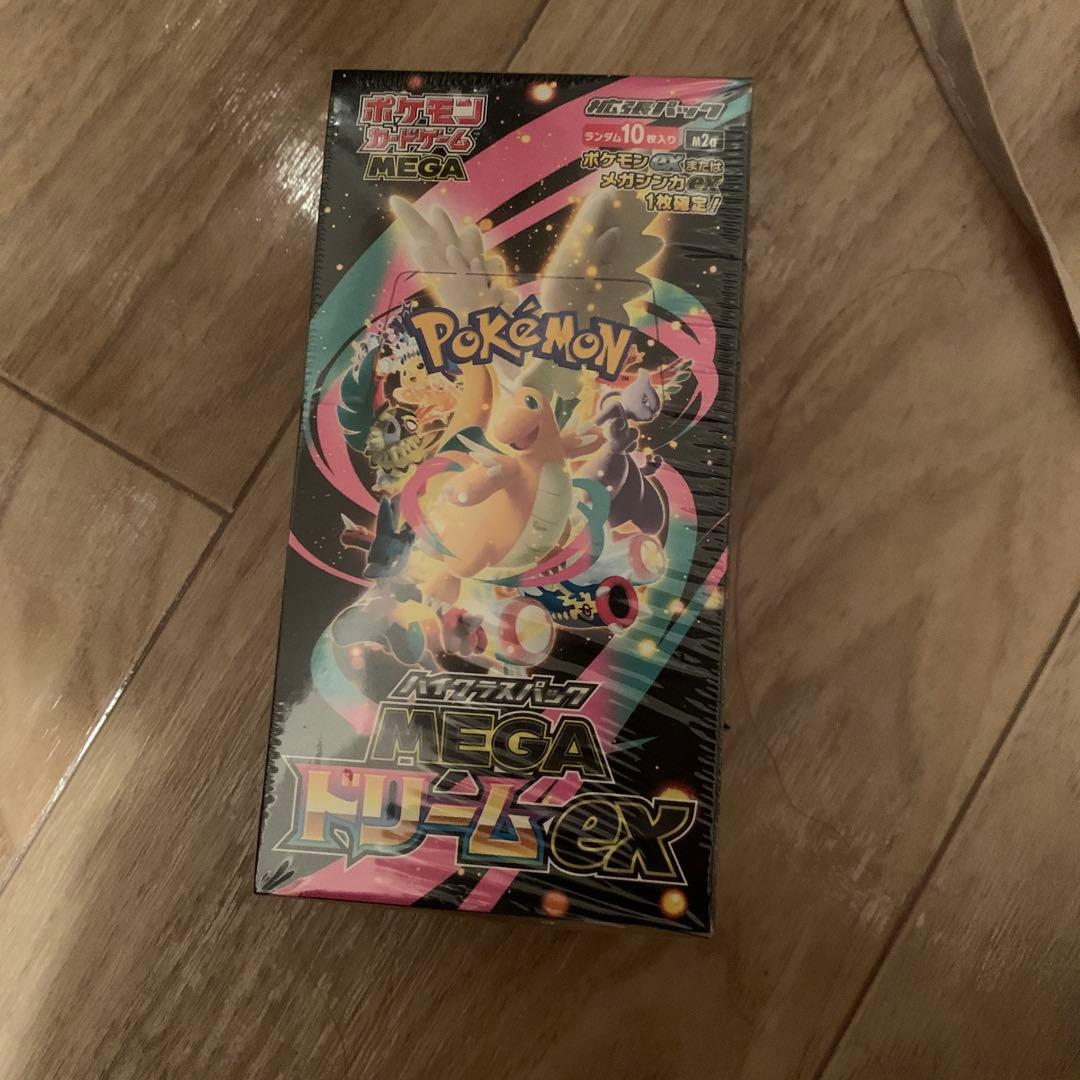 ポケモン
カードゲーム
MEGA
拡張パック
ランダム10枚入り
M2a
ポケモンexまたは
メガシンカex
1枚確定!
POKéMON
TM
ハイクラスパック
MEGA
ドリームex